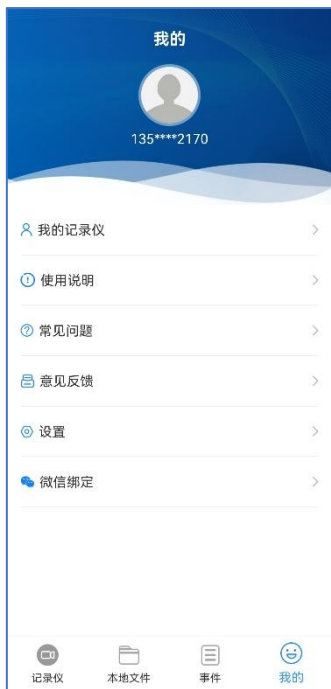 我的
135****2170
我的记录仪
使用说明
常见问题
意见反馈
设置
微信绑定
记录仪 本地文件 事件 我的